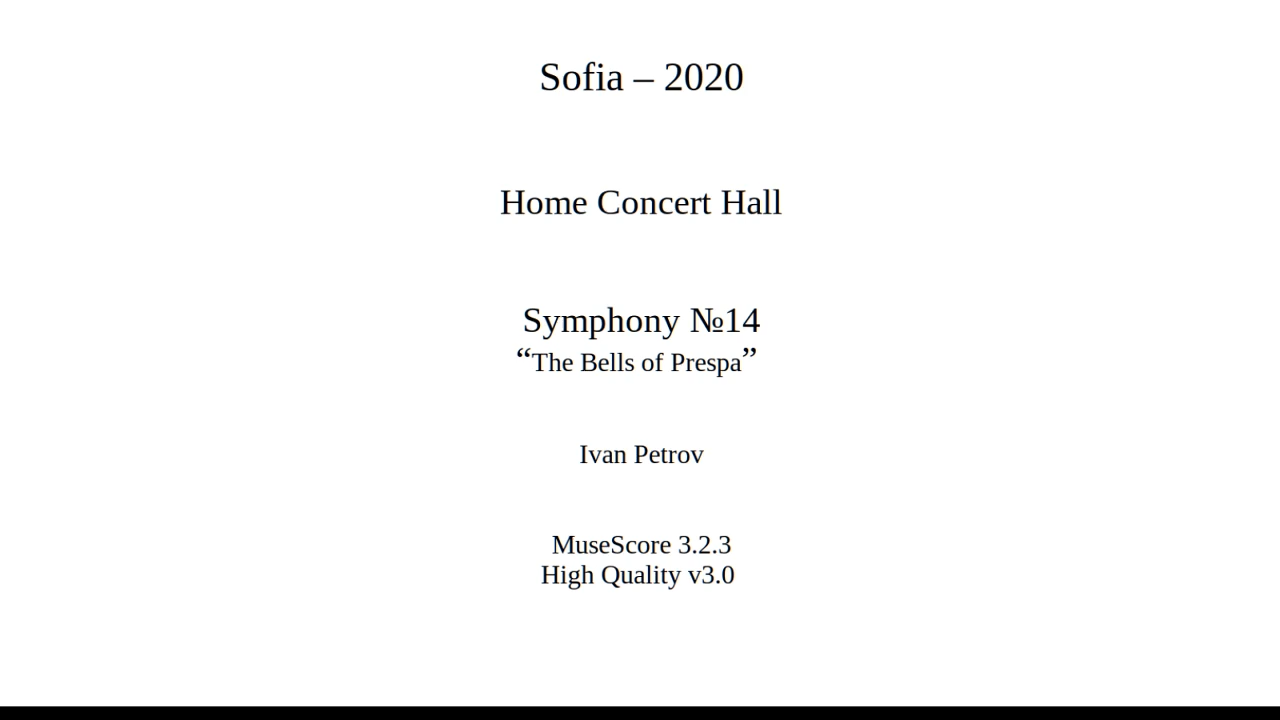 Sofia – 2020
Home Concert Hall
Symphony №14
“The Bells of Prespa”
Ivan Petrov
MuseScore 3.2.3
High Quality v3.0